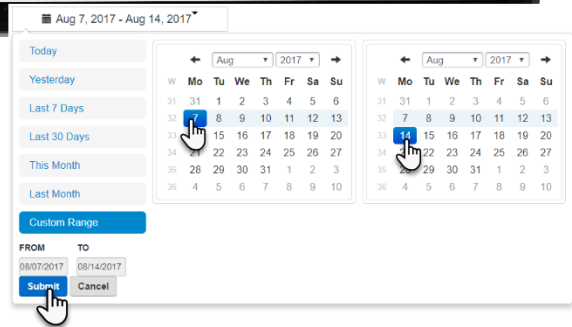 Aug 7, 2017 - Aug 14, 2017
Today
Yesterday
Last 7 Days
Last 30 Days
This Month
Last Month
Custom Range
FROM TO
08/07/2017 08/14/2017
Submit Cancel
Aug 2017
W Mo Tu We Th Fr Sa Su
31 31 1 2 3 4 5 6
32 7 8 9 10 11 12 13
33 15 16 17 18 19 20
34 21 22 23 24 25 26 27
35 28 29 30 31 1 2 3
36 4 5 6 7 8 9 10
Aug 2017
W Mo Tu We Th Fr Sa Su
31 31 1 2 3 4 5 6
32 7 8 9 10 11 12 13
33 14 15 16 17 18 19 20
34 22 23 24 25 26 27
35 28 29 30 31 1 2 3
36 4 5 6 7 8 9 10